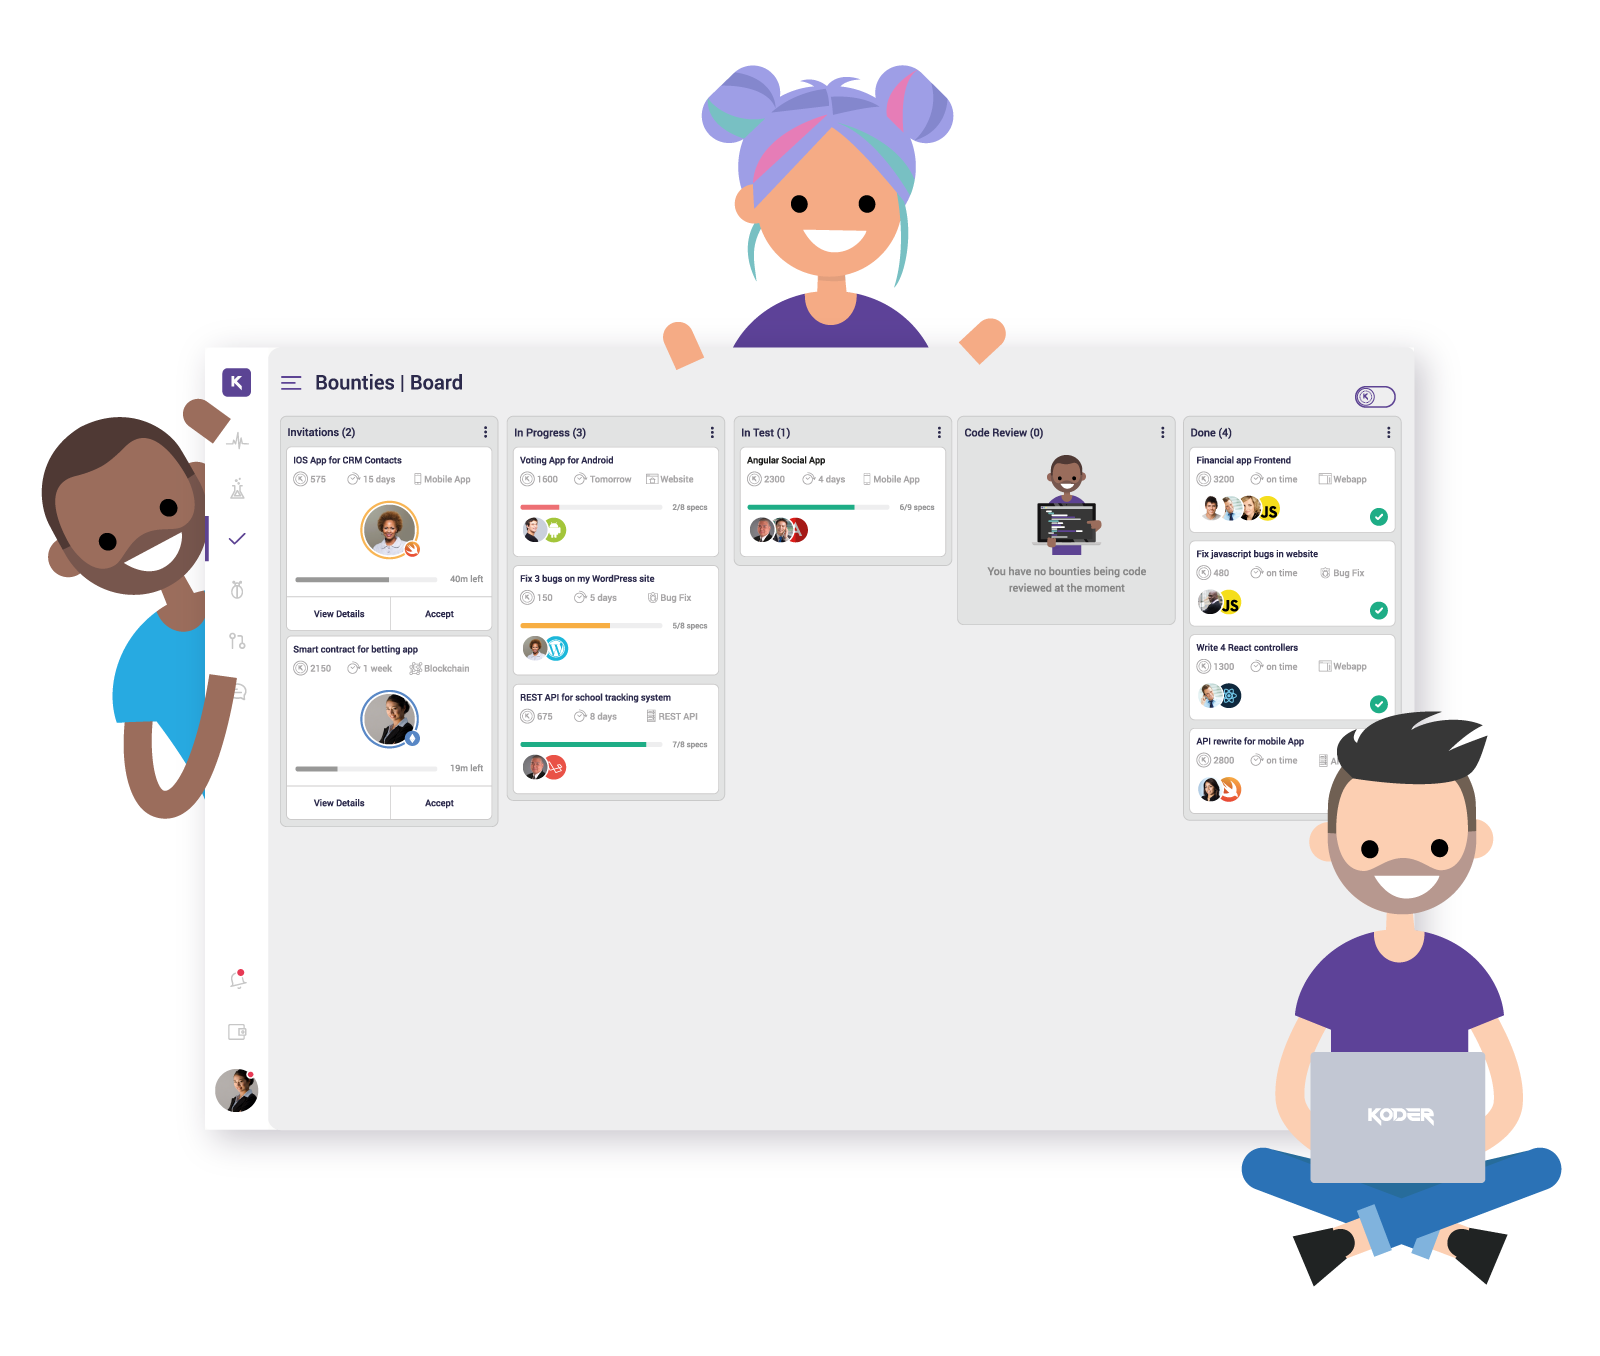 Bounties | Board
Invitations (2)
IOS App for CRM Contacts
575 15 days Mobile App
40m left
View Details Accept
Smart contract for betting app
2150 1 week Blockchain
19m left
View Details Accept
In Progress (3)
Voting App for Android
1600 Tomorrow Website
2/8 specs
Fix 3 bugs on my WordPress site
150 5 days Bug Fix
5/8 specs
REST API for school tracking system
675 8 days REST API
7/8 specs
In Test (1)
Angular Social App
2300 4 days Mobile App
6/9 specs
Code Review (0)
You have no bounties being code
reviewed at the moment
Done (4)
Financial app Frontend
3200 on time Webapp
JS
Fix javascript bugs in website
480 on time Bug Fix
JS
Write 4 React controllers
1300 on time Webapp
API rewrite for mobile App
2800 on time
KODER